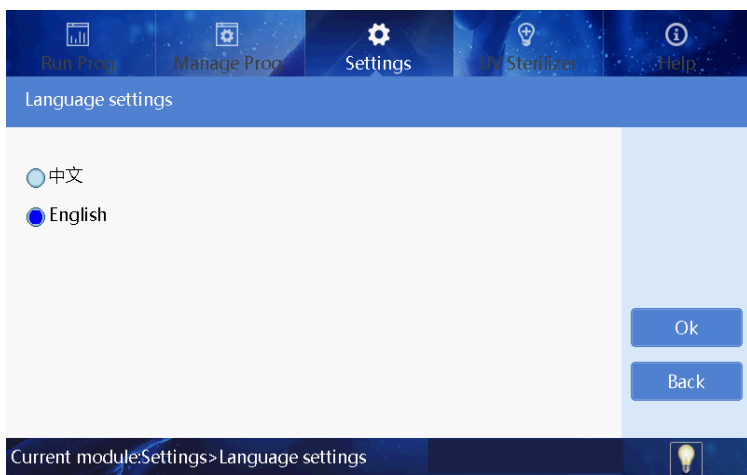 Run Prog.
Manage Prog.
Settings
UV Sterilizer
Help
Language settings
中文
English
Ok
Back
Current module:Settings>Language settings